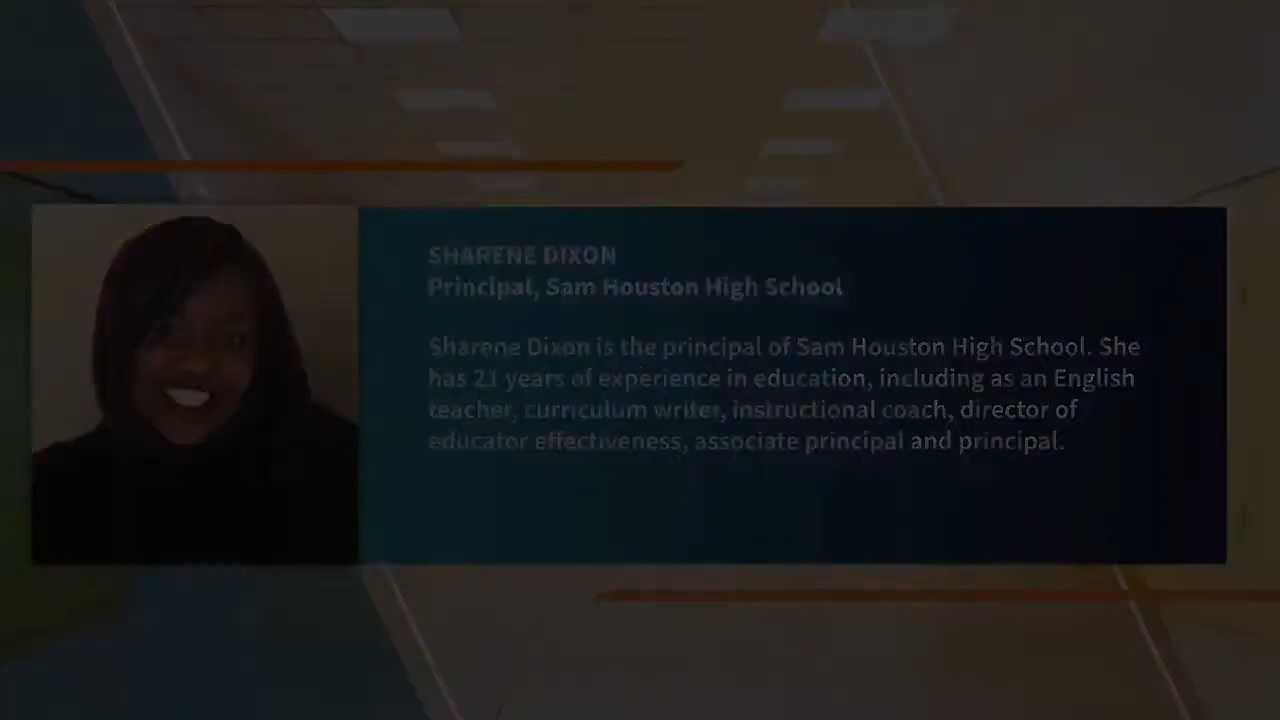 SHARENE DIXON
Principal, Sam Houston High School
Sharene Dixon is the principal of Sam Houston High School. She
has 21 years of experience in education, including as an English
teacher, curriculum writer, instructional coach, director of
educator effectiveness, associate principal and principal.